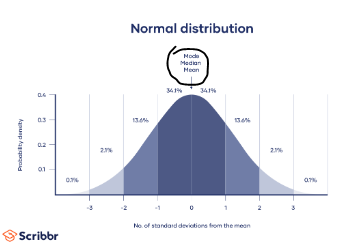 Normal distribution
Mode
Median
Mean
34.1% 34.1%
0.4
0.3
0.2
0.1
Probability density
13.6% 13.6%
2.1% 2.1%
0.1% 0.1%
-3 -2 -1 0 1 2 3
No. of standard deviations from the mean
Scribbr